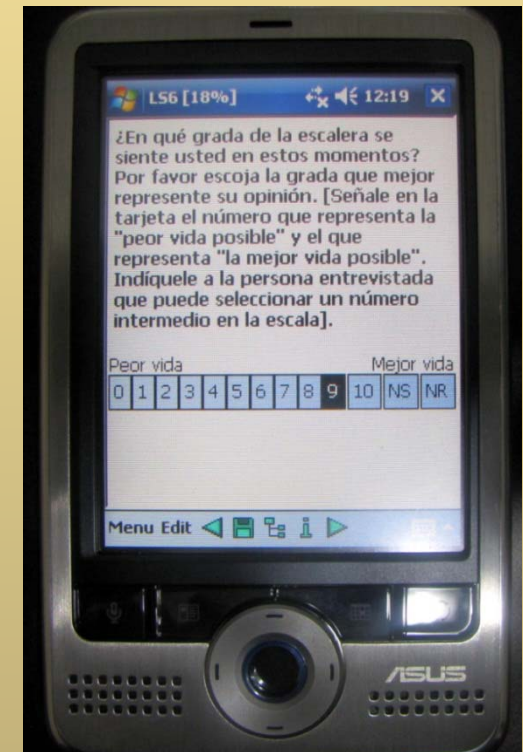 LS6 [18%] 12:19
¿En qué grada de la escalera se
siente usted en estos momentos?
Por favor escoja la grada que mejor
represente su opinión. [Señale en la
tarjeta el número que representa la
"peor vida posible" y el que
representa "la mejor vida posible".
Indíquele a la persona entrevistada
que puede seleccionar un número
intermedio en la escala].
Peor vida Mejor vida
0 1 2 3 4 5 6 7 8 9 10 NS NR
Menu Edit
ASUS